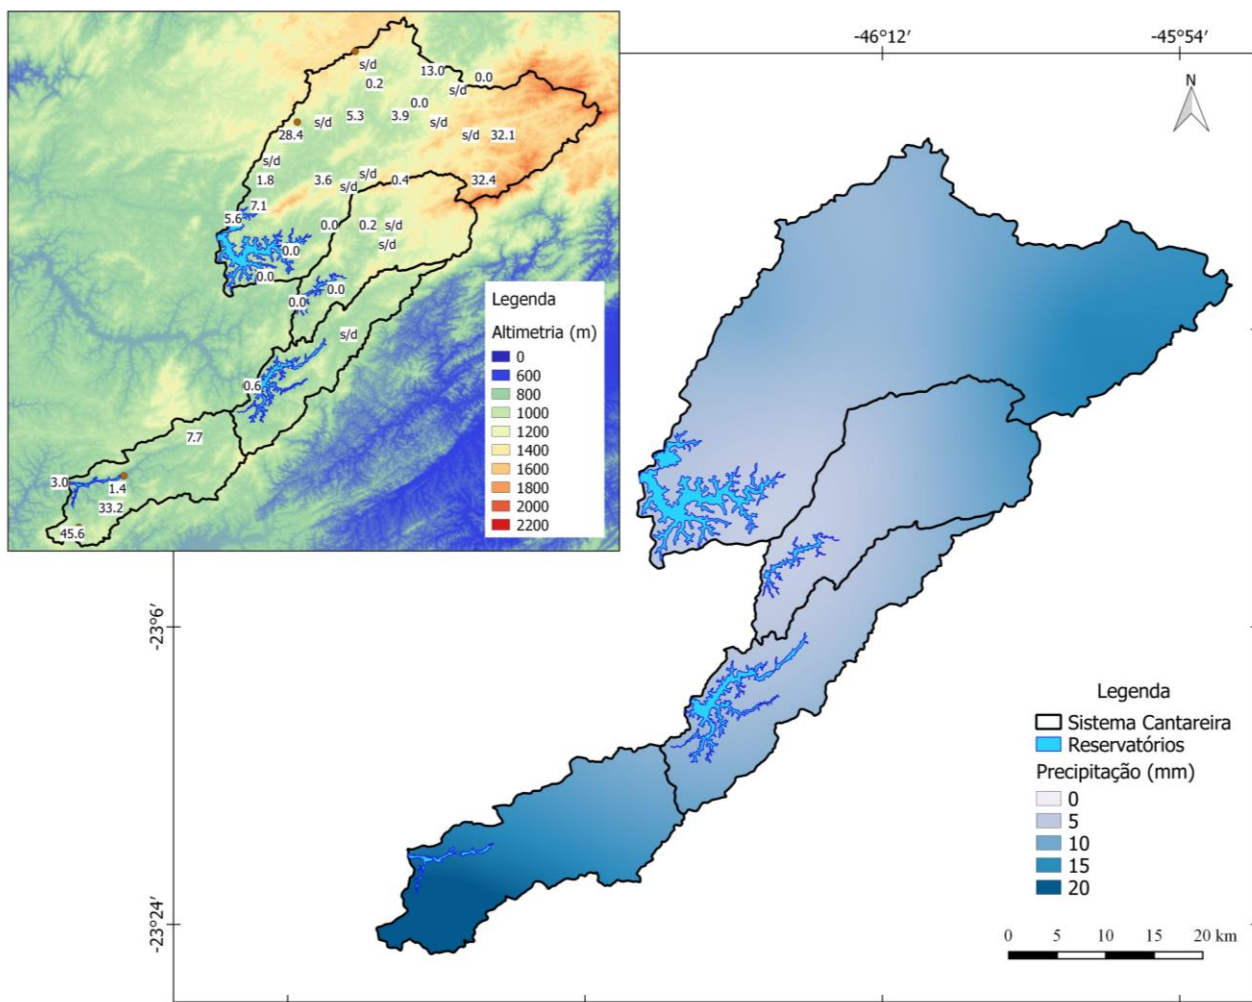 -46°12′
-45°54′
N
s/d
13.0
0.0
0.2
s/d
0.0
5.3
3.9
s/d
s/d
28.4
s/d
32.1
s/d
1.8
3.6
s/d
s/d
0.4
32.4
7.1
5.6
0.0
0.2
s/d
s/d
0.0
0.0
0.0
0.0
s/d
0.6
7.7
3.0
1.4
33.2
45.6
Legenda
Altimetria (m)
0
600
800
1000
1200
1400
1600
1800
2000
2200
-23°6′
-23°24′
Legenda
Sistema Cantareira
Reservatórios
Precipitação (mm)
0
5
10
15
20
0 5 10 15 20 km